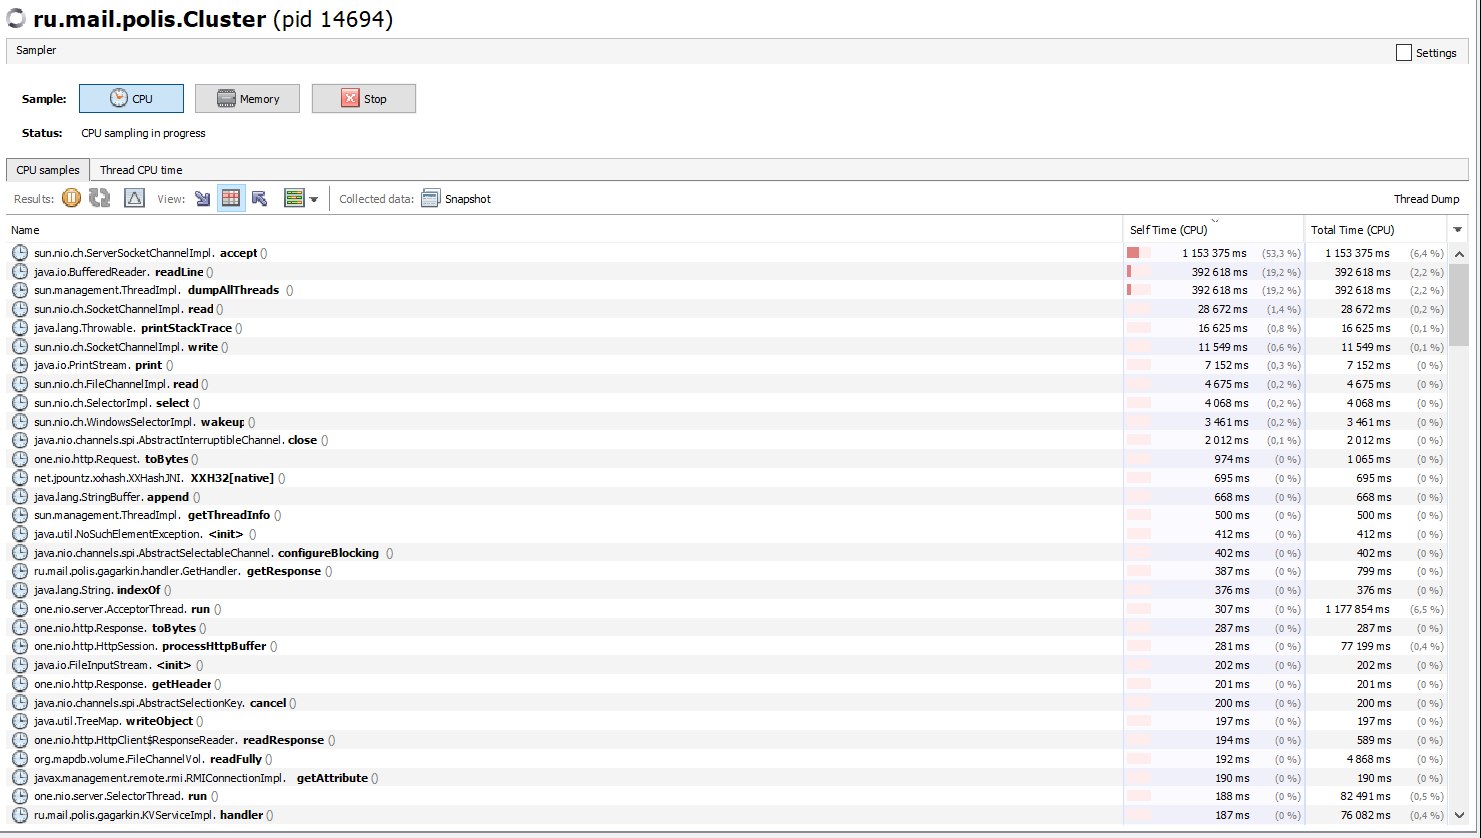 ru.mail.polis.Cluster (pid 14694)
Sampler Settings
Sample: CPU Memory Stop
Status: CPU sampling in progress
CPU samples Thread CPU time
Results: View: Collected data: Snapshot Thread Dump
Name Self Time (CPU) Total Time (CPU)
sun.nio.ch.ServerSocketChannelImpl.accept () 1 153 375 ms (53,3 %) 1 153 375 ms (6,4 %)
java.io.BufferedReader.readLine () 392 618 ms (19,2 %) 392 618 ms (2,2 %)
sun.management.ThreadImpl.dumpAllThreads () 392 618 ms (19,2 %) 392 618 ms (2,2 %)
sun.nio.ch.SocketChannelImpl.read () 28 672 ms (1,4 %) 28 672 ms (0,2 %)
java.lang.Throwable.printStackTrace () 16 625 ms (0,8 %) 16 625 ms (0,1 %)
sun.nio.ch.SocketChannelImpl.write () 11 549 ms (0,6 %) 11 549 ms (0,1 %)
java.io.PrintStream.print () 7 152 ms (0,3 %) 7 152 ms (0 %)
sun.nio.ch.FileChannelImpl.read () 4 675 ms (0,2 %) 4 675 ms (0 %)
sun.nio.ch.SelectorImpl.select () 4 068 ms (0,2 %) 4 068 ms (0 %)
sun.nio.ch.WindowsSelectorImpl.wakeup () 3 461 ms (0,2 %) 3 461 ms (0 %)
java.nio.channels.spi.AbstractInterruptibleChannel.close () 2 012 ms (0,1 %) 2 012 ms (0 %)
one.nio.http.Request.toBytes () 974 ms (0 %) 1 065 ms (0 %)
net.jpountz.xxhash.XXHashJNI.XXH32[native] () 695 ms (0 %) 695 ms (0 %)
java.lang.StringBuffer.append () 668 ms (0 %) 668 ms (0 %)
sun.management.ThreadImpl.getThreadInfo () 500 ms (0 %) 500 ms (0 %)
java.util.NoSuchElementException.<init> () 412 ms (0 %) 412 ms (0 %)
java.nio.channels.spi.AbstractSelectableChannel.configureBlocking () 402 ms (0 %) 402 ms (0 %)
ru.mail.polis.gagarkin.handler.GetHandler.getResponse () 387 ms (0 %) 799 ms (0 %)
java.lang.String.indexOf () 376 ms (0 %) 376 ms (0 %)
one.nio.server.AcceptorThread.run () 307 ms (0 %) 1 177 854 ms (6,5 %)
one.nio.http.Response.toBytes () 287 ms (0 %) 287 ms (0 %)
one.nio.http.HttpSession.processHttpBuffer () 281 ms (0 %) 77 199 ms (0,4 %)
java.io.FileInputStream.<init> () 202 ms (0 %) 202 ms (0 %)
one.nio.http.Response.getHeader () 201 ms (0 %) 201 ms (0 %)
java.nio.channels.spi.AbstractSelectionKey.cancel () 200 ms (0 %) 200 ms (0 %)
java.util.TreeMap.writeObject () 197 ms (0 %) 197 ms (0 %)
one.nio.http.HttpClient$ResponseReader.readResponse () 194 ms (0 %) 589 ms (0 %)
org.mapdb.volume.FileChannelVol.readFully () 192 ms (0 %) 4 868 ms (0 %)
javax.management.remote.rmi.RMIConnectionImpl.getAttribute () 190 ms (0 %) 190 ms (0 %)
one.nio.server.SelectorThread.run () 188 ms (0 %) 82 491 ms (0,5 %)
ru.mail.polis.gagarkin.KVServiceImpl.handler () 187 ms (0 %) 76 082 ms (0,4 %)